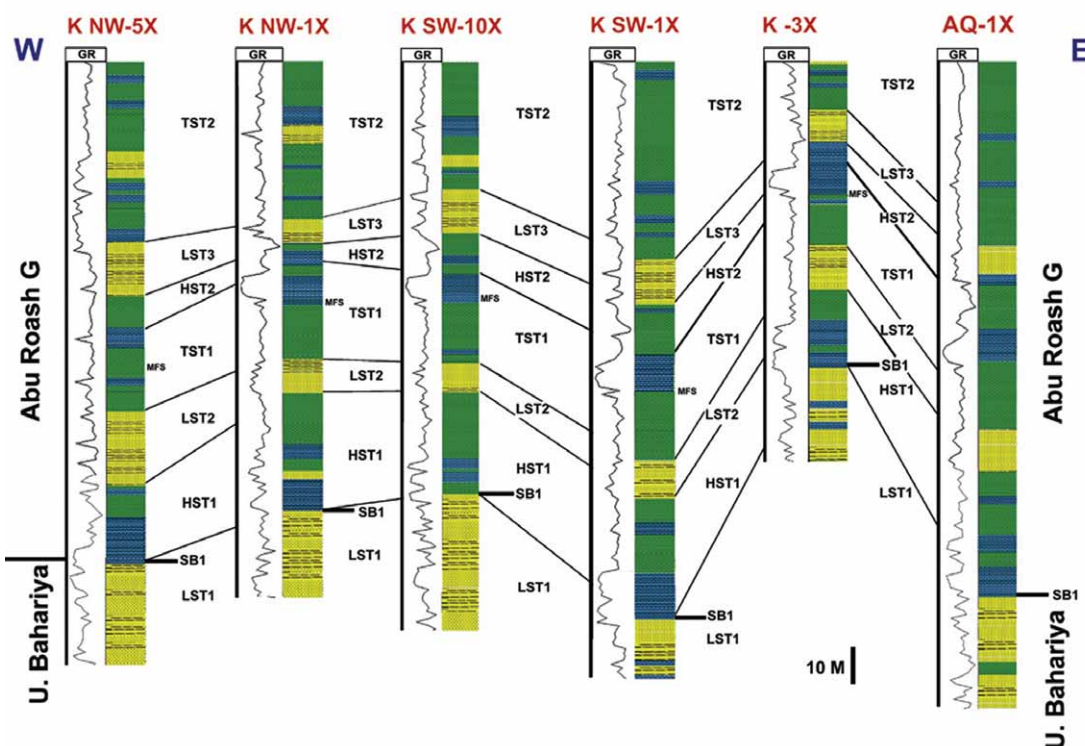 K NW-5X K NW-1X K SW-10X K SW-1X K -3X AQ-1X
W E
GR GR GR GR GR GR
TST2 TST2 TST2 TST2 TST2
LST3 LST3 LST3 LST3 LST3
HST2 HST2 HST2 HST2 HST2
MFS MFS MFS MFS MFS
TST1 TST1 TST1 TST1 TST1
LST2 LST2 LST2 LST2 LST2
HST1 HST1 HST1 HST1 HST1
SB1 SB1 SB1 SB1 SB1 SB1
LST1 LST1 LST1 LST1 LST1
Abu Roash G
U. Bahariya
10 M
Abu Roash G
U. Bahariya